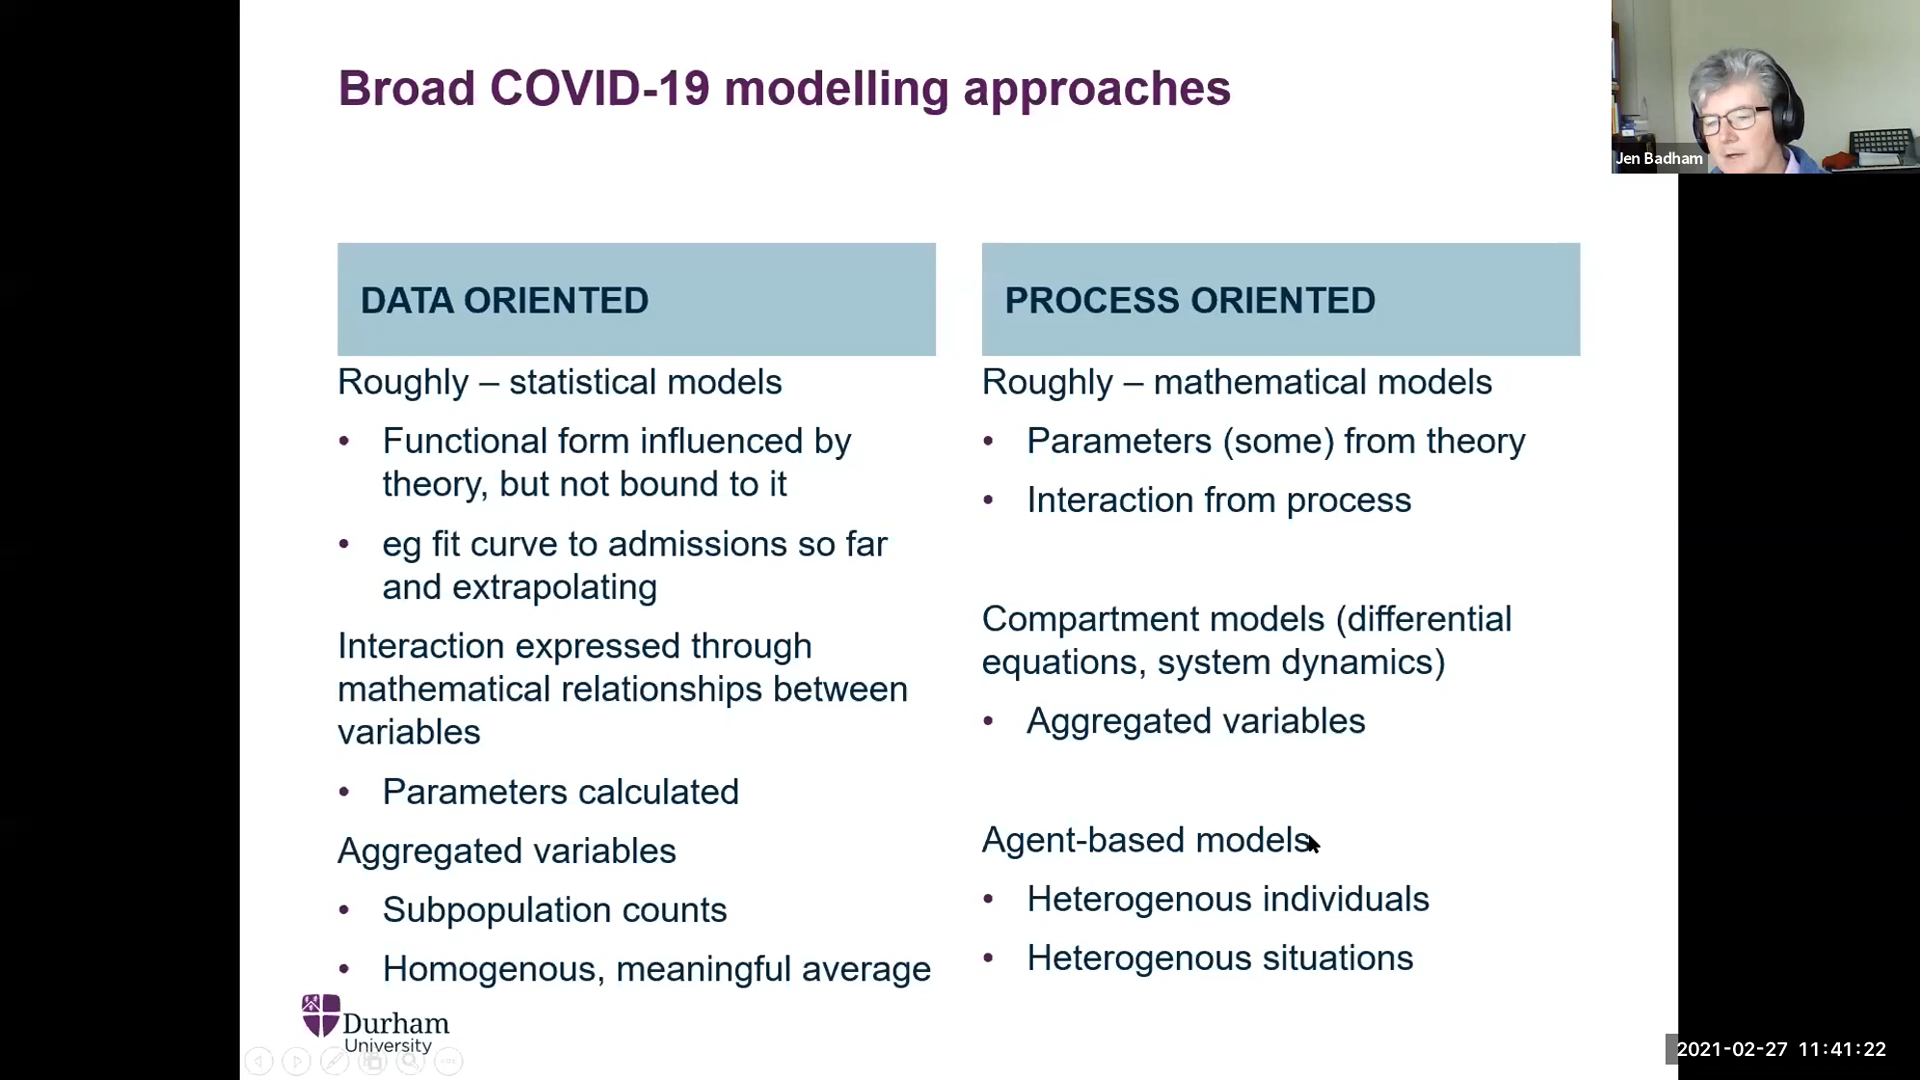 Broad COVID-19 modelling approaches
Jen Badham
DATA ORIENTED
Roughly – statistical models
• Functional form influenced by
theory, but not bound to it
• eg fit curve to admissions so far
and extrapolating
Interaction expressed through
mathematical relationships between
variables
• Parameters calculated
Aggregated variables
• Subpopulation counts
• Homogenous, meaningful average
PROCESS ORIENTED
Roughly – mathematical models
• Parameters (some) from theory
• Interaction from process
Compartment models (differential
equations, system dynamics)
• Aggregated variables
Agent-based models
• Heterogenous individuals
• Heterogenous situations
Durham
University
2021-02-27 11:41:22